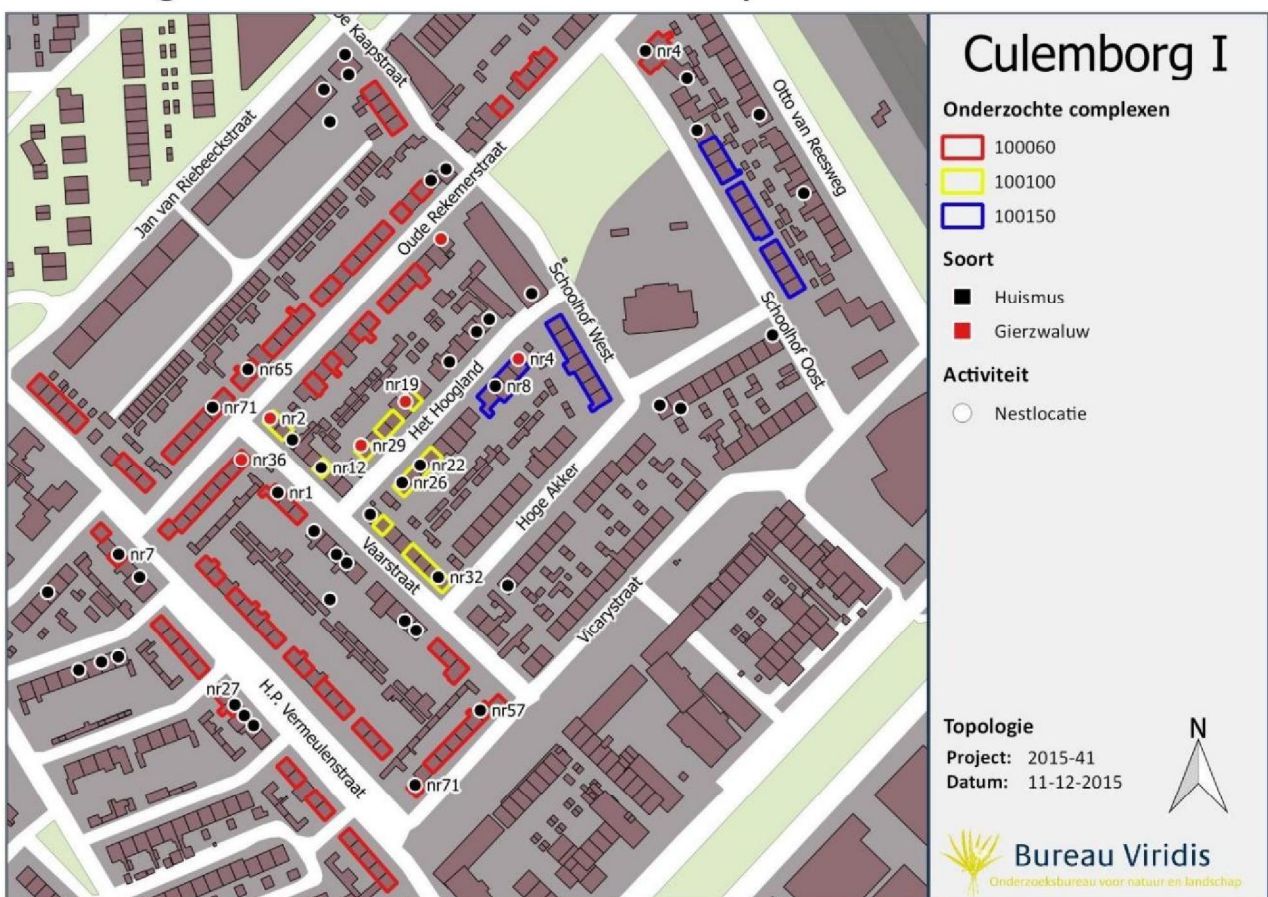 Culemborg I
Onderzochte complexen
100060
100100
100150
Soort
Huismus
Gierzwaluw
Activiteit
Nestlocatie
Topologie
Project: 2015-41
Datum: 11-12-2015
N
Bureau Viridis
Onderzoeksbureau voor natuur en landschap
Kaapstraat
nr4
Otto van Reesweg
Jan van Riebeeckstraat
Oude Rekemerstraat
Schoolhof West
Schoolhof Oost
nr65
nr71
nr4
nr8
nr19
Het Hoogland
nr2
nr29
nr12
nr22
nr26
nr36
nr1
Hoge Akker
Vaarstraat
nr7
nr32
Vicarystraat
nr27
H.P. Vermeulenstraat
nr57
nr71